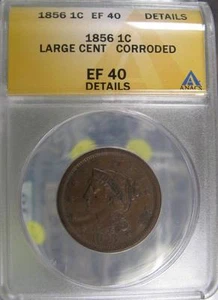 1856 1C EF 40 DETAILS
ANACS
1856 1C
LARGE CENT CORRODED
EF 40
DETAILS